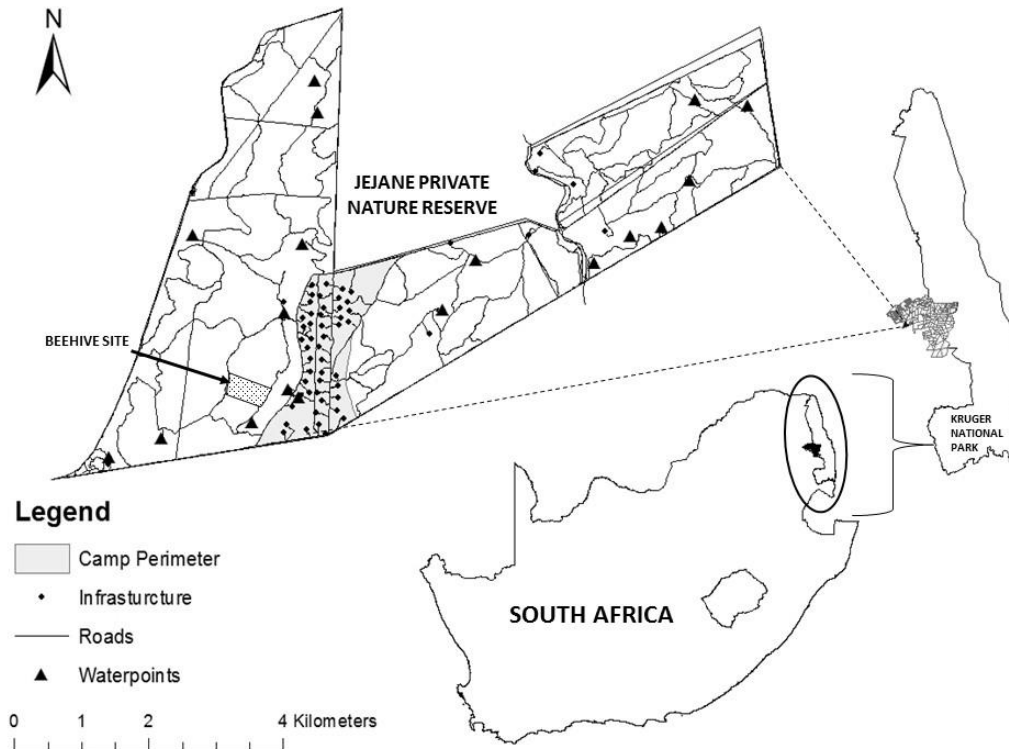 N
JEJANE PRIVATE
NATURE RESERVE
BEEHIVE SITE
KRUGER
NATIONAL
PARK
SOUTH AFRICA
Legend
Camp Perimeter
Infrasturcture
Roads
Waterpoints
0 1 2 4 Kilometers